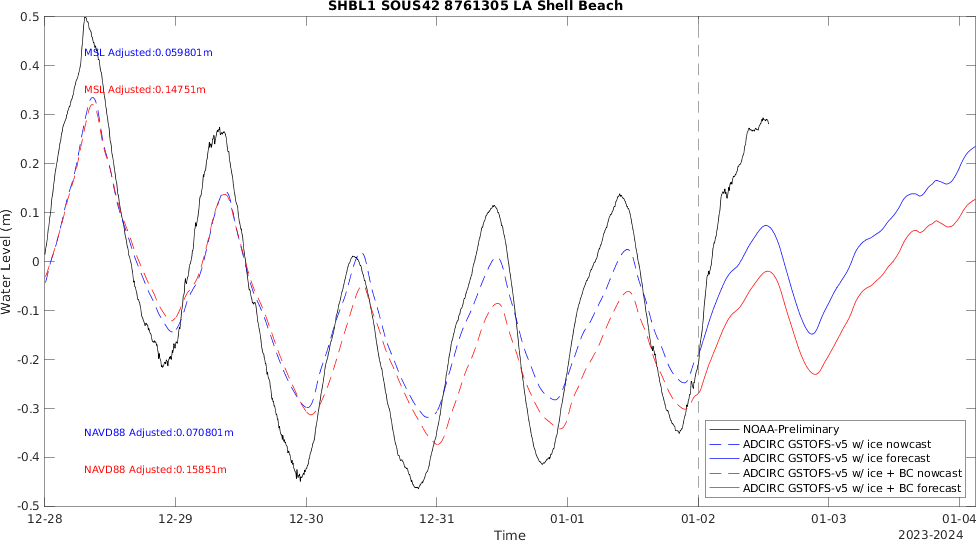 SHBL1 SOUS42 8761305 LA Shell Beach
0.5
0.4
0.3
0.2
0.1
0
-0.1
-0.2
-0.3
-0.4
-0.5
Water Level (m)
MSL Adjusted:0.059801m
MSL Adjusted:0.14751m
NAVD88 Adjusted:0.070801m
NAVD88 Adjusted:0.15851m
NOAA-Preliminary
ADCIRC GSTOFS-v5 w/ ice nowcast
ADCIRC GSTOFS-v5 w/ ice forecast
ADCIRC GSTOFS-v5 w/ ice + BC nowcast
ADCIRC GSTOFS-v5 w/ ice + BC forecast
12-28 12-29 12-30 12-31 01-01 01-02 01-03 01-04
Time
2023-2024